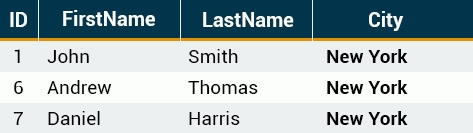 ID FirstName LastName City
1 John Smith New York
6 Andrew Thomas New York
7 Daniel Harris New York